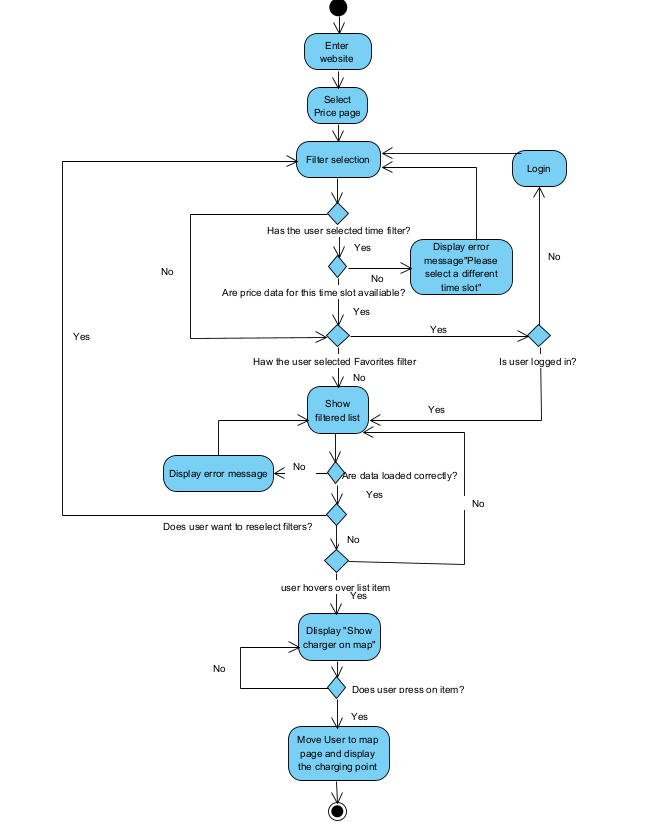 Enter
website
Select
Price page
Filter selection
Login
Has the user selected time filter?
Yes
Display error
message"Please
select a different
time slot"
No
No
No
Are price data for this time slot availiable?
Yes
Yes
Yes
Haw the user selected Favorites filter
Is user logged in?
No
Show
filtered list
Yes
Display error message
No
Are data loaded correctly?
Yes
No
Does user want to reselect filters?
No
user hovers over list item
Yes
DIisplay "Show
charger on map"
No
Does user press on item?
Yes
Move User to map
page and display
the charging point